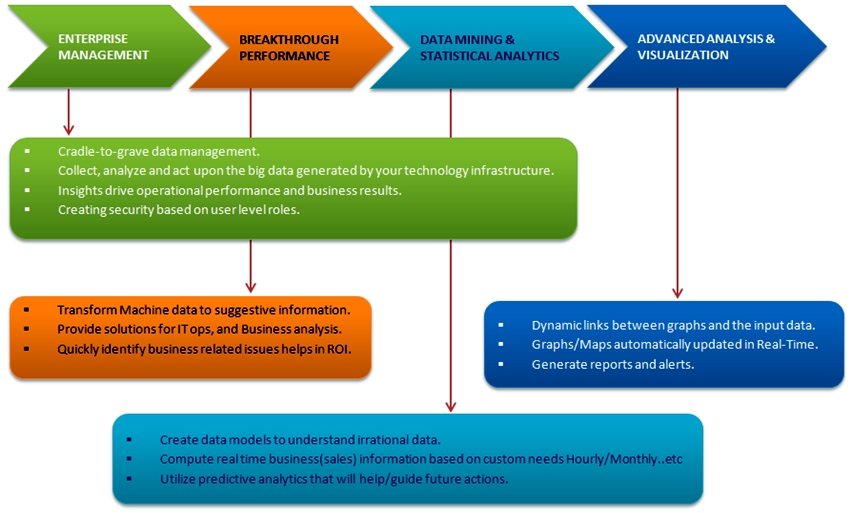 ENTERPRISE
MANAGEMENT
BREAKTHROUGH
PERFORMANCE
DATA MINING &
STATISTICAL ANALYTICS
ADVANCED ANALYSIS &
VISUALIZATION
▪ Cradle-to-grave data management.
▪ Collect, analyze and act upon the big data generated by your technology infrastructure.
▪ Insights drive operational performance and business results.
▪ Creating security based on user level roles.
▪ Transform Machine data to suggestive information.
▪ Provide solutions for IT ops, and Business analysis.
▪ Quickly identify business related issues helps in ROI.
▪ Dynamic links between graphs and the input data.
▪ Graphs/Maps automatically updated in Real-Time.
▪ Generate reports and alerts.
▪ Create data models to understand irrational data.
▪ Compute real time business(sales) information based on custom needs Hourly/Monthly..etc
▪ Utilize predictive analytics that will help/guide future actions.